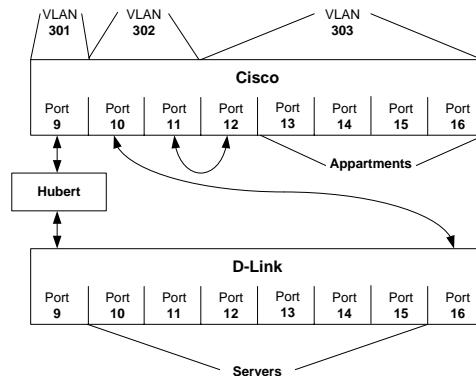 VLAN VLAN VLAN
301 302 303
Cisco
Port Port Port Port Port Port Port Port
9 10 11 12 13 14 15 16
Appartments
Hubert
D-Link
Port Port Port Port Port Port Port Port
9 10 11 12 13 14 15 16
Servers